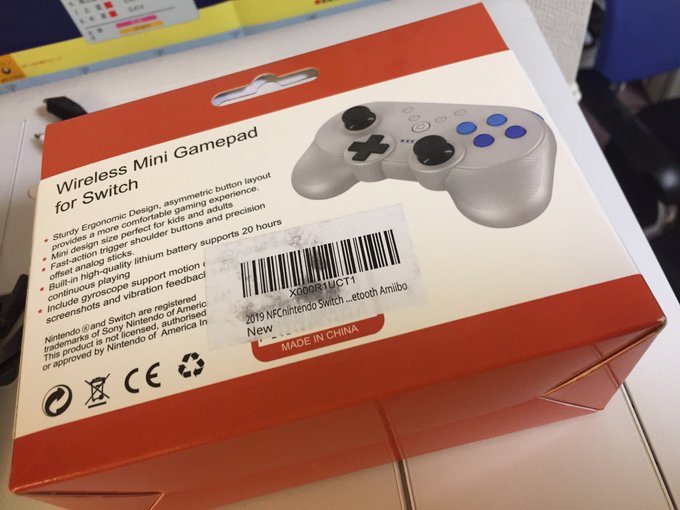 Wireless Mini Gamepad
for Switch
Sturdy Ergonomic Design, asymmetric button layout
provides a more comfortable gaming experience.
Mini design size perfect for kids and adults
Fast-action trigger shoulder buttons and precision
offset analog sticks.
Built-in high-quality lithium battery supports 20 hours
continuous playing
Include gyroscope support motion
screenshots and vibration feedbac
Nintendo ®and Switch are registered
trademarks of Sony Nintendo of Americ
This product is not licensed, authorised
or approved by Nintendo of America In
X000R1UCT1
2019 NFCnintendo Switch ...etooth Amiibo
New
MADE IN CHINA
CE